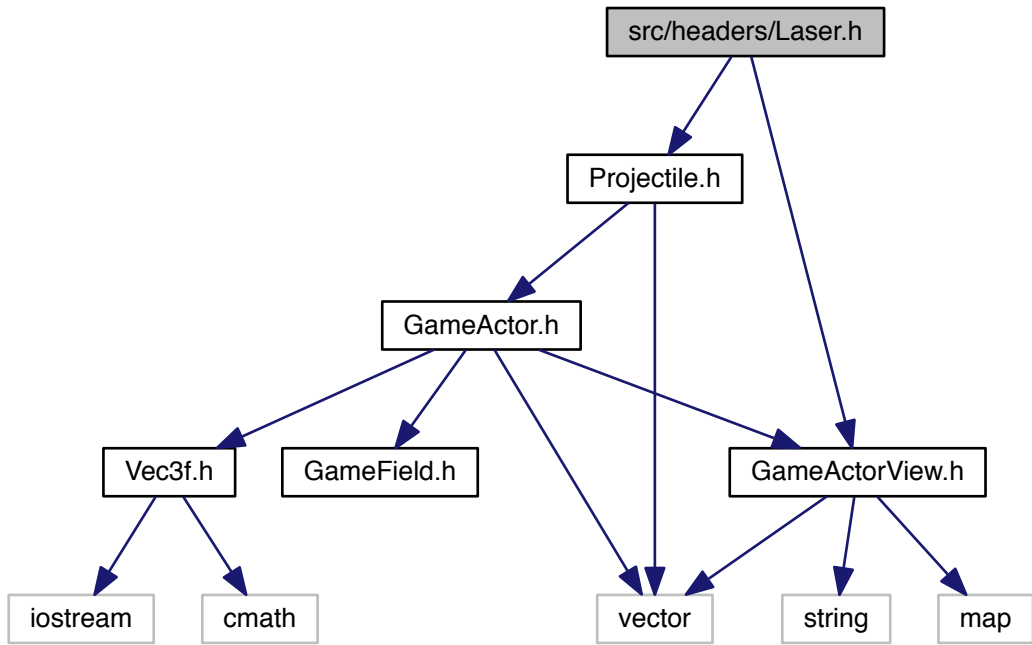 src/headers/Laser.h
Projectile.h
GameActor.h
Vec3f.h
GameField.h
GameActorView.h
iostream
cmath
vector
string
map